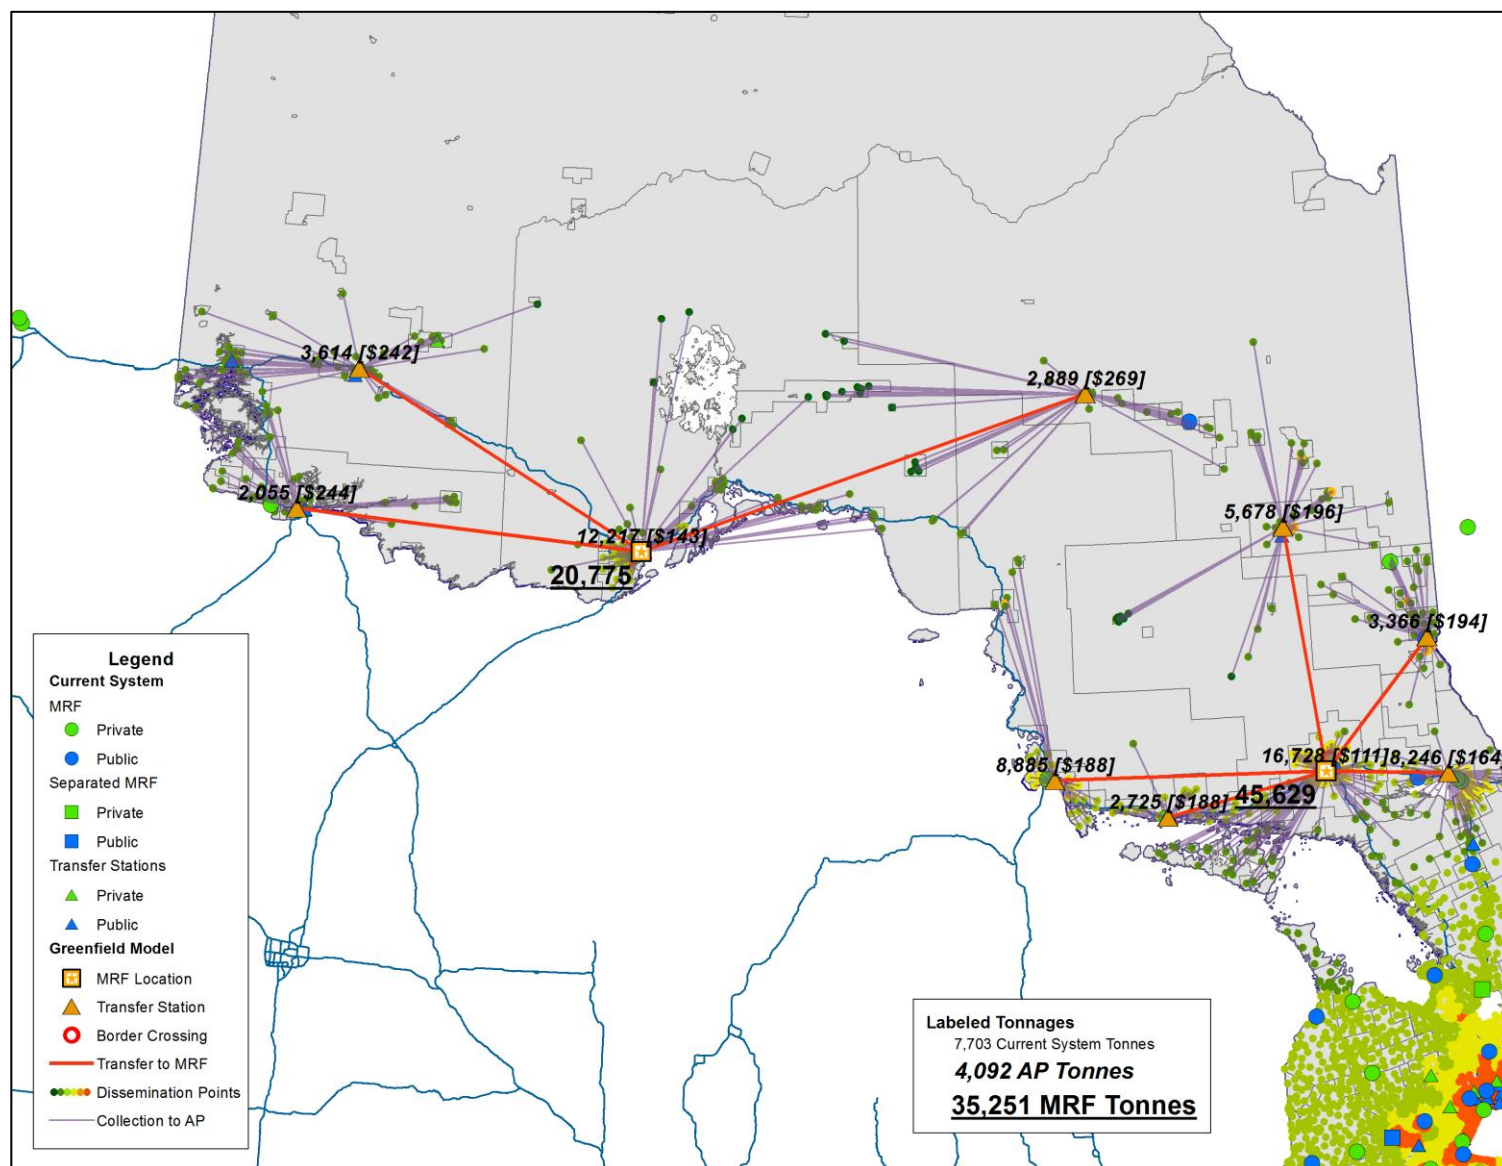 3,614 [$242]
2,889 [$269]
2,055 [$244]
5,678 [$196]
12,217 [$143]
20,775
3,366 [$194]
16,728 [$111]
8,246 [$164]
8,885 [$188]
2,725 [$188]
45,629
Legend
Current System
MRF
Private
Public
Separated MRF
Private
Public
Transfer Stations
Private
Public
Greenfield Model
MRF Location
Transfer Station
Border Crossing
Transfer to MRF
Dissemination Points
Collection to AP
Labeled Tonnages
7,703 Current System Tonnes
4,092 AP Tonnes
35,251 MRF Tonnes